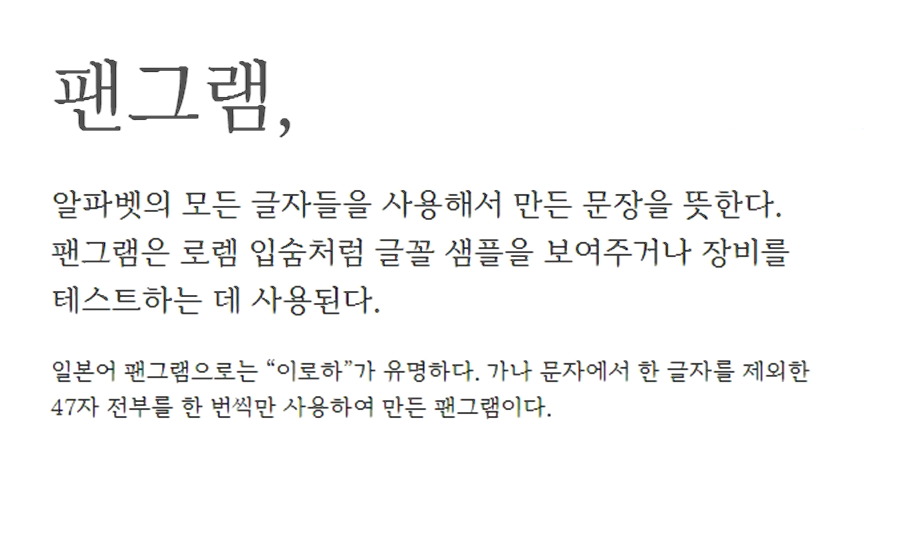 팬그램,
알파벳의 모든 글자들을 사용해서 만든 문장을 뜻한다.
팬그램은 로렘 입숨처럼 글꼴 샘플을 보여주거나 장비를
테스트하는 데 사용된다.
일본어 팬그램으로는 “이로하”가 유명하다. 가나 문자에서 한 글자를 제외한
47자 전부를 한 번씩만 사용하여 만든 팬그램이다.